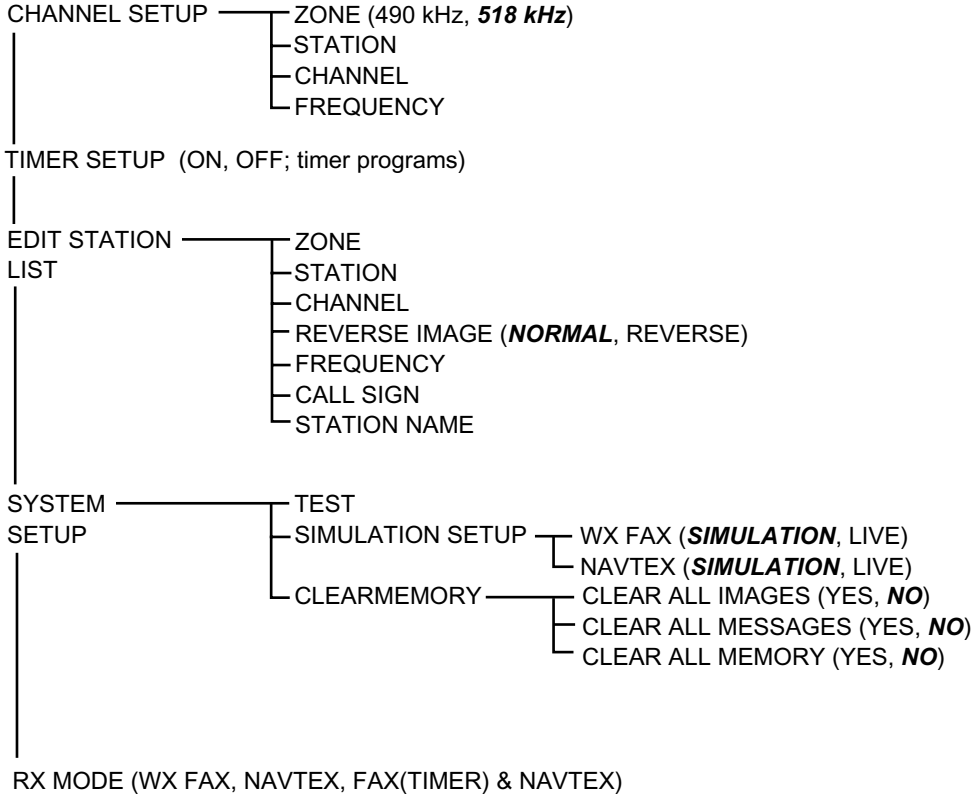 CHANNEL SETUP ZONE (490 kHz, 518 kHz)
STATION
CHANNEL
FREQUENCY
TIMER SETUP (ON, OFF; timer programs)
EDIT STATION ZONE
LIST STATION
CHANNEL
REVERSE IMAGE (NORMAL, REVERSE)
FREQUENCY
CALL SIGN
STATION NAME
SYSTEM TEST
SETUP SIMULATION SETUP WX FAX (SIMULATION, LIVE)
NAVTEX (SIMULATION, LIVE)
CLEARMEMORY CLEAR ALL IMAGES (YES, NO)
CLEAR ALL MESSAGES (YES, NO)
CLEAR ALL MEMORY (YES, NO)
RX MODE (WX FAX, NAVTEX, FAX(TIMER) & NAVTEX)